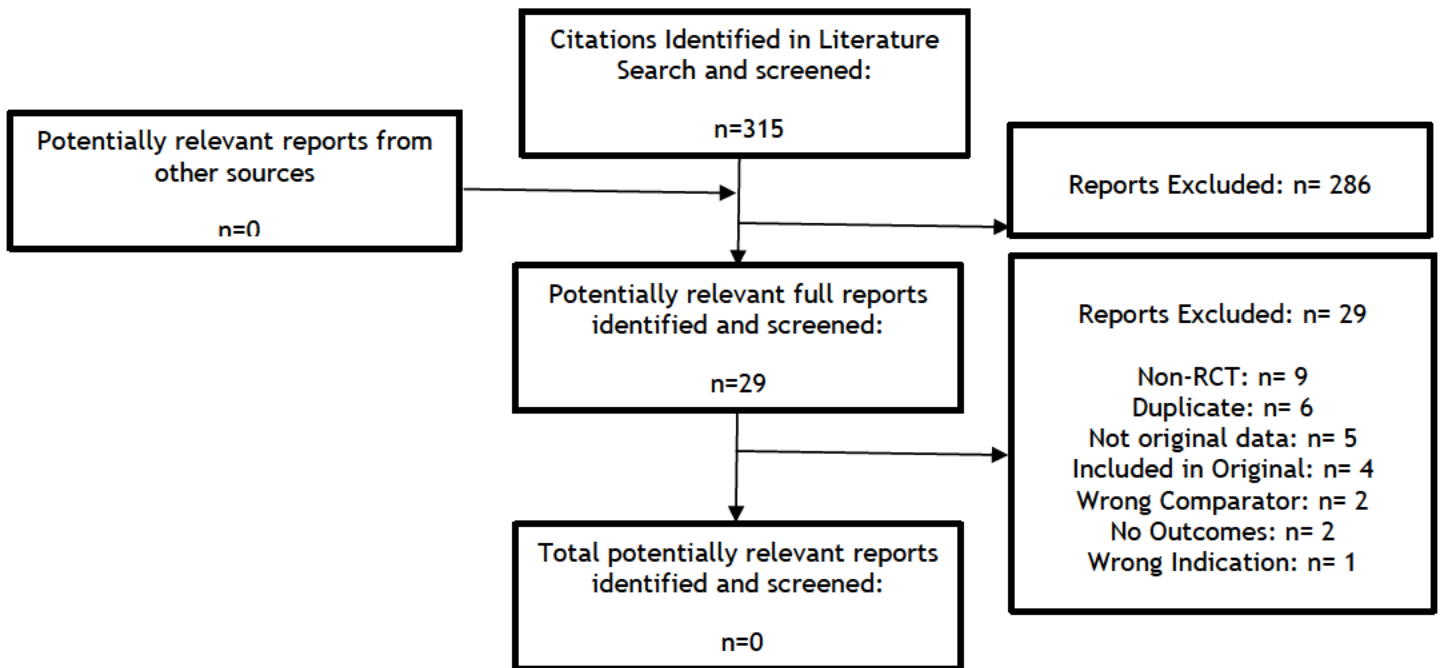 Citations Identified in Literature
Search and screened:
n=315
Potentially relevant reports from
other sources
n=0
Reports Excluded: n= 286
Potentially relevant full reports
identified and screened:
n=29
Reports Excluded: n= 29
Non-RCT: n= 9
Duplicate: n= 6
Not original data: n= 5
Included in Original: n= 4
Wrong Comparator: n= 2
No Outcomes: n= 2
Wrong Indication: n= 1
Total potentially relevant reports
identified and screened:
n=0